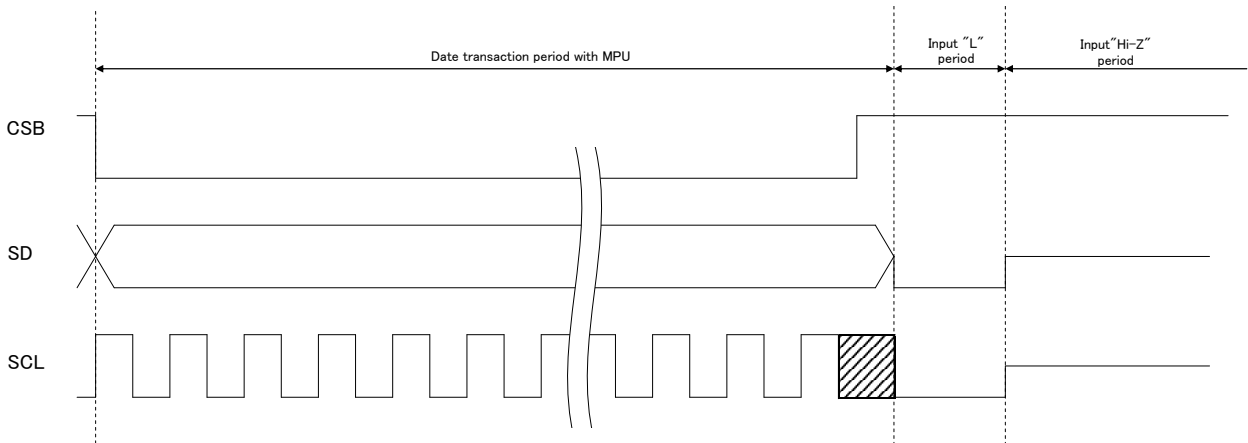 Date transaction period with MPU
Input "L"
period
Input"Hi-Z"
period
CSB
SD
SCL